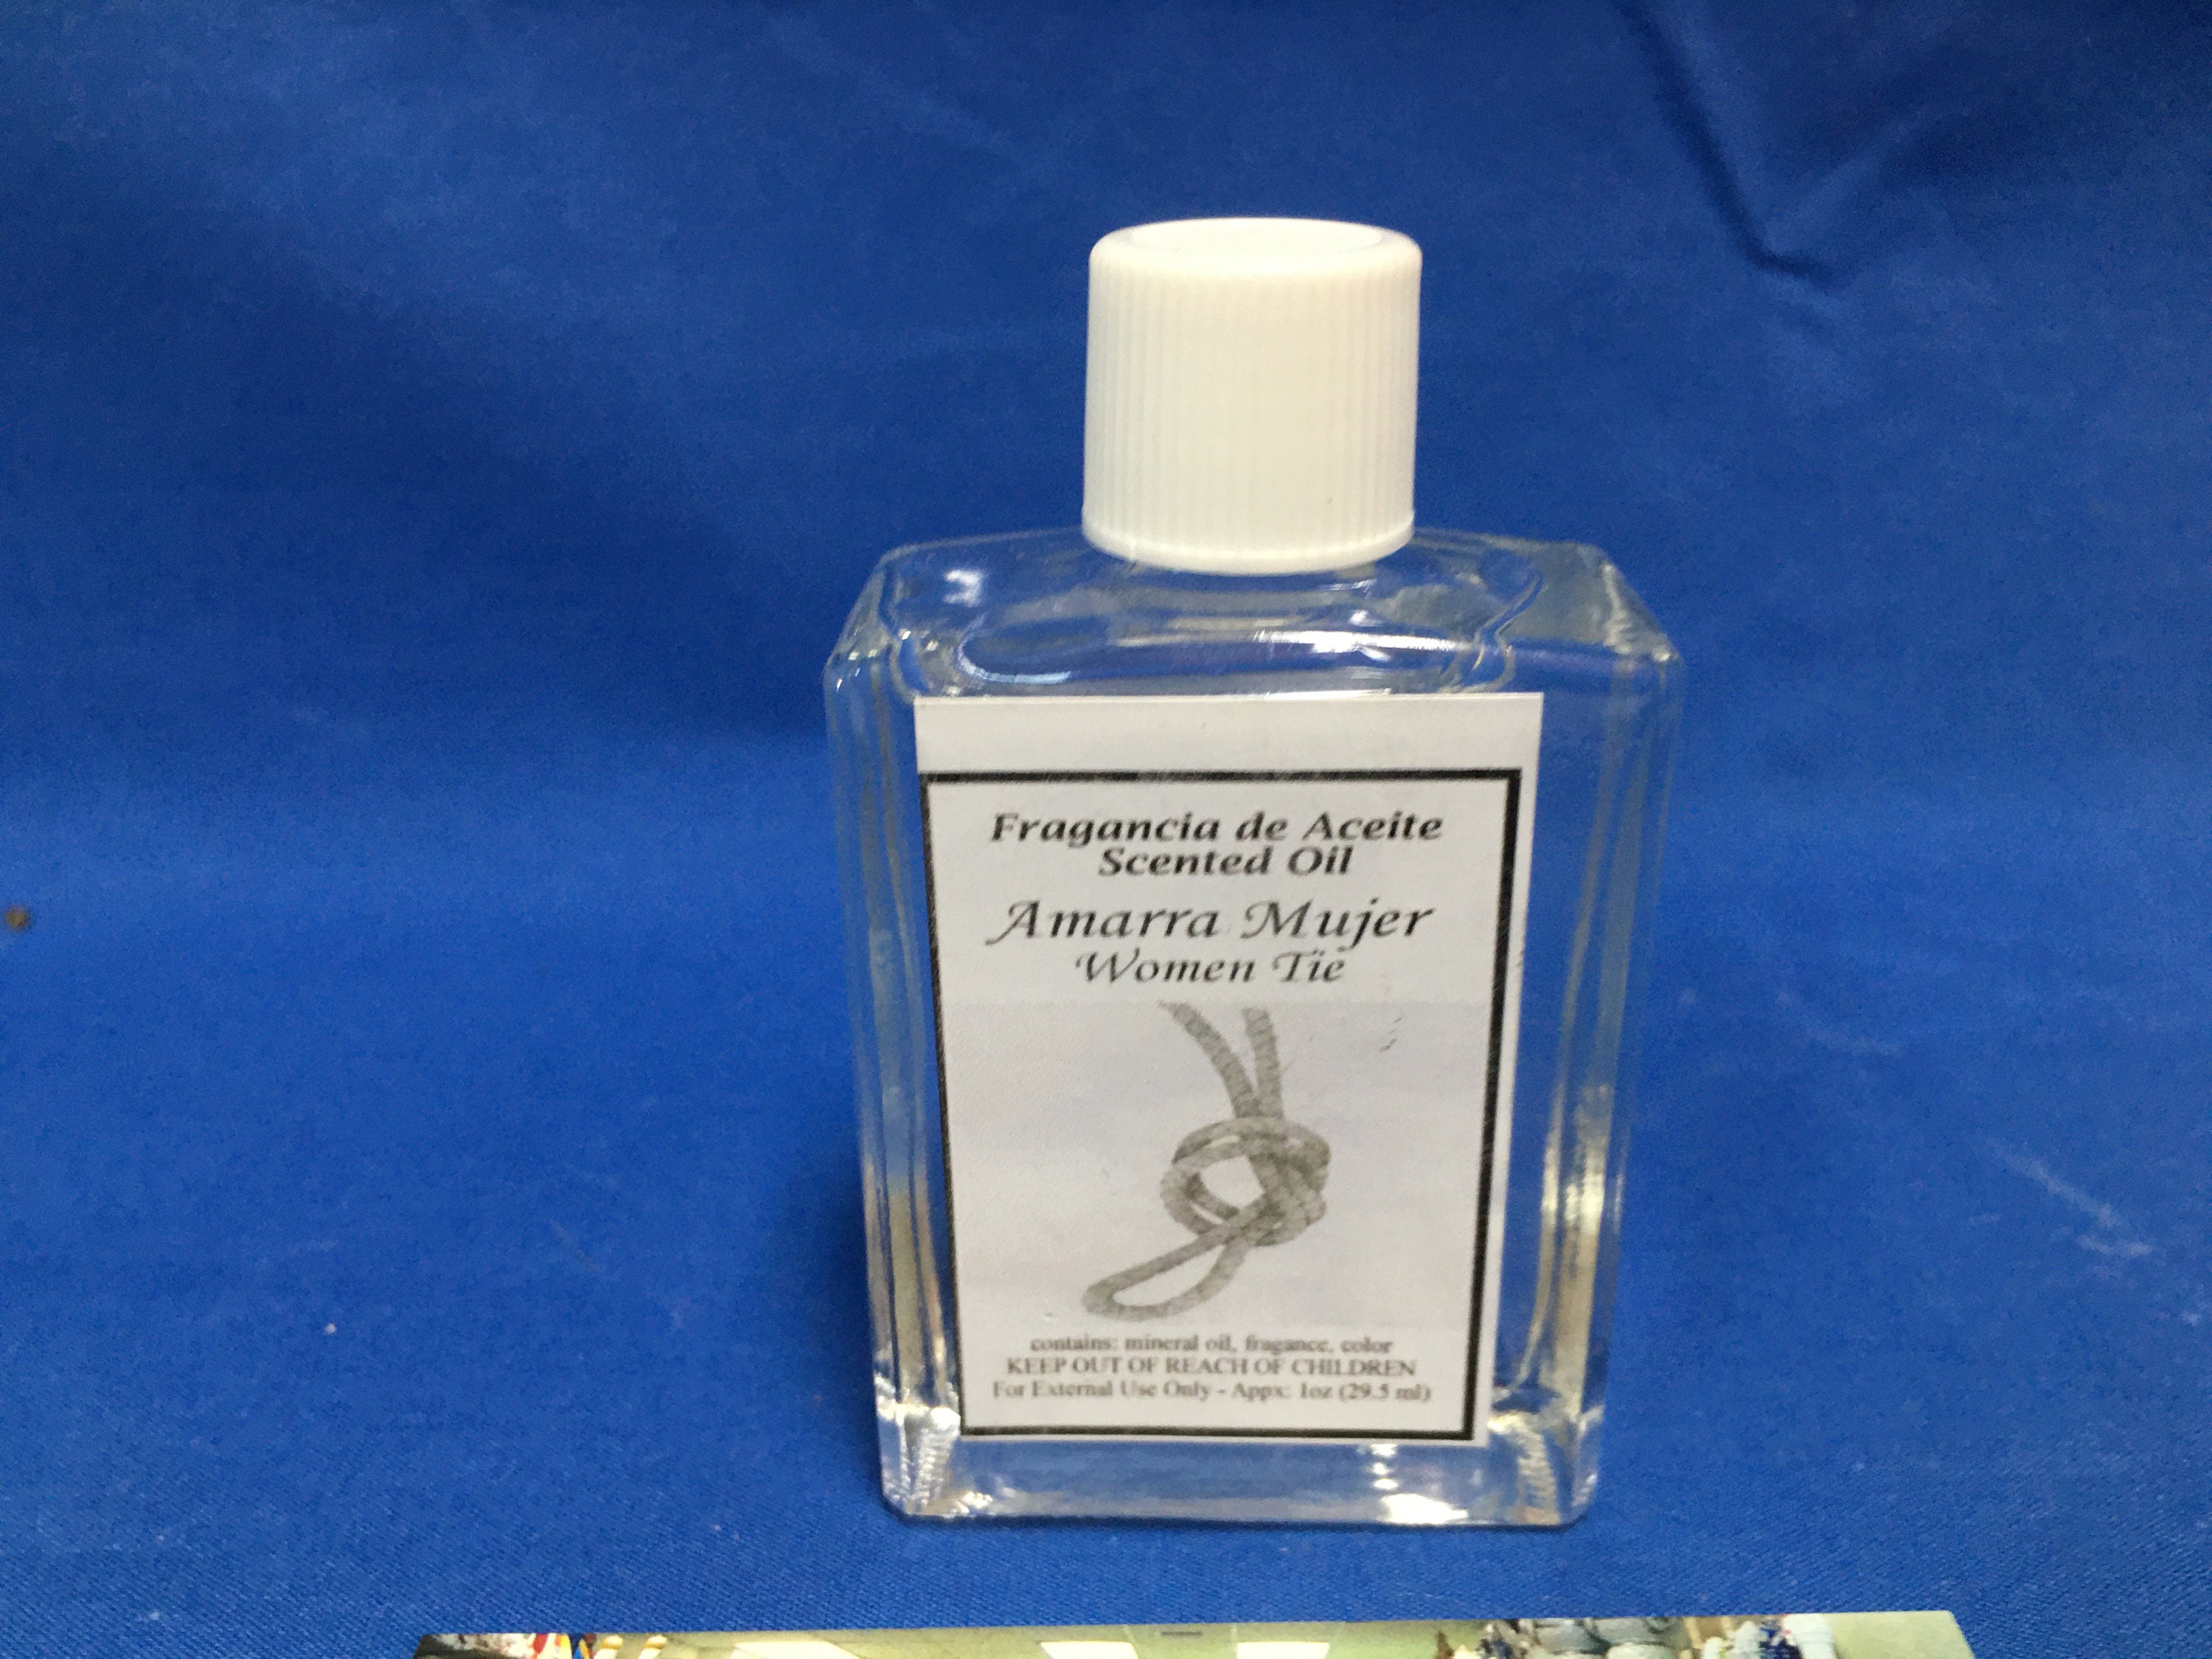 Fragancia de Aceite
Scented Oil
Amarra Mujer
Women Tie
contains: mineral oil, fragance, color
KEEP OUT OF REACH OF CHILDREN
For External Use Only - Appx: 1oz (29.5 ml)